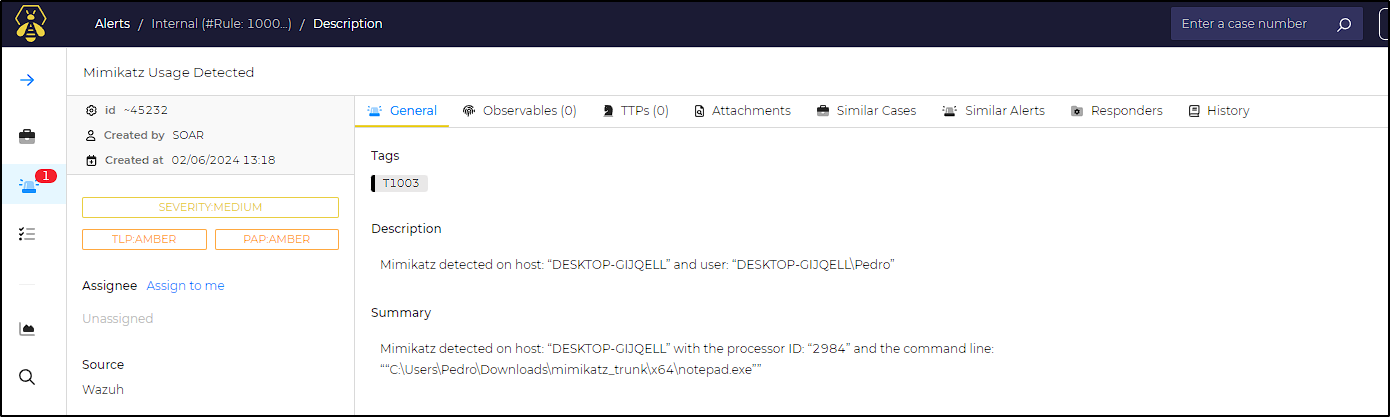 Alerts / Internal (#Rule: 1000...) / Description
Enter a case number
Mimikatz Usage Detected
id ~45232
Created by SOAR
Created at 02/06/2024 13:18
General
Observables (0)
TTPs (0)
Attachments
Similar Cases
Similar Alerts
Responders
History
1
SEVERITY:MEDIUM
TLP:AMBER
PAP:AMBER
Assignee Assign to me
Unassigned
Source
Wazuh
Tags
T1003
Description
Mimikatz detected on host: “DESKTOP-GIJQELL” and user: “DESKTOP-GIJQELL\Pedro”
Summary
Mimikatz detected on host: “DESKTOP-GIJQELL” with the processor ID: “2984” and the command line:
““C:\Users\Pedro\Downloads\mimikatz_trunk\x64\notepad.exe””